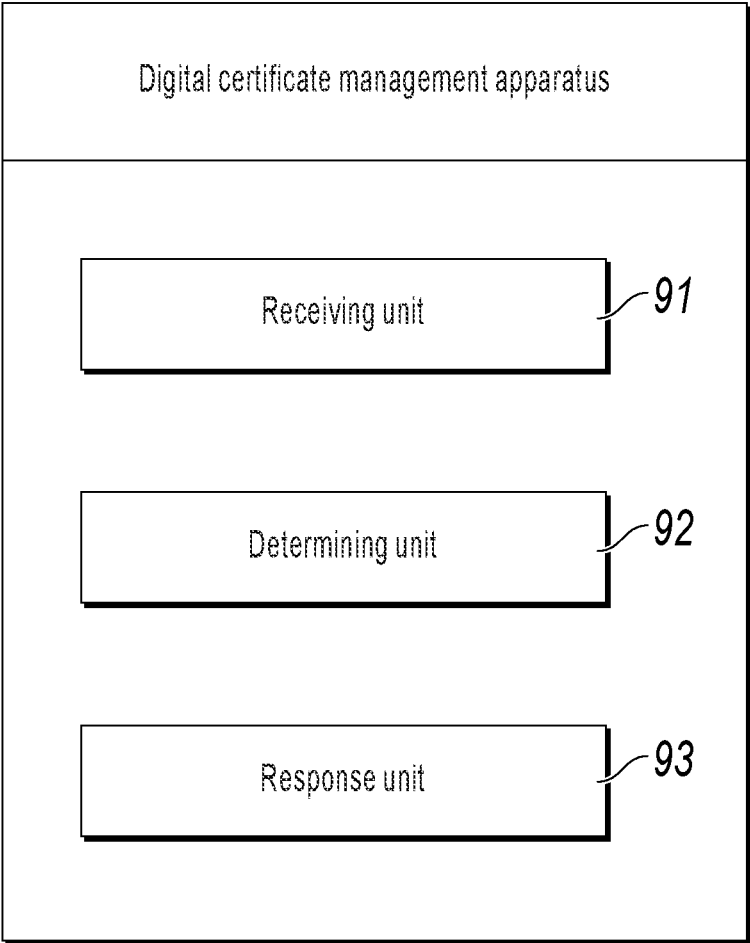 Digital certificate management apparatus
Receiving unit
91
Determining unit
92
Response unit
93